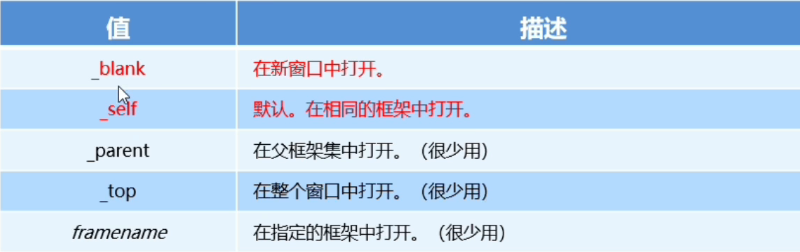 值 描述
_blank 在新窗口中打开。
_self 默认。在相同的框架中打开。
_parent 在父框架集中打开。（很少用）
_top 在整个窗口中打开。（很少用）
framename 在指定的框架中打开。（很少用）